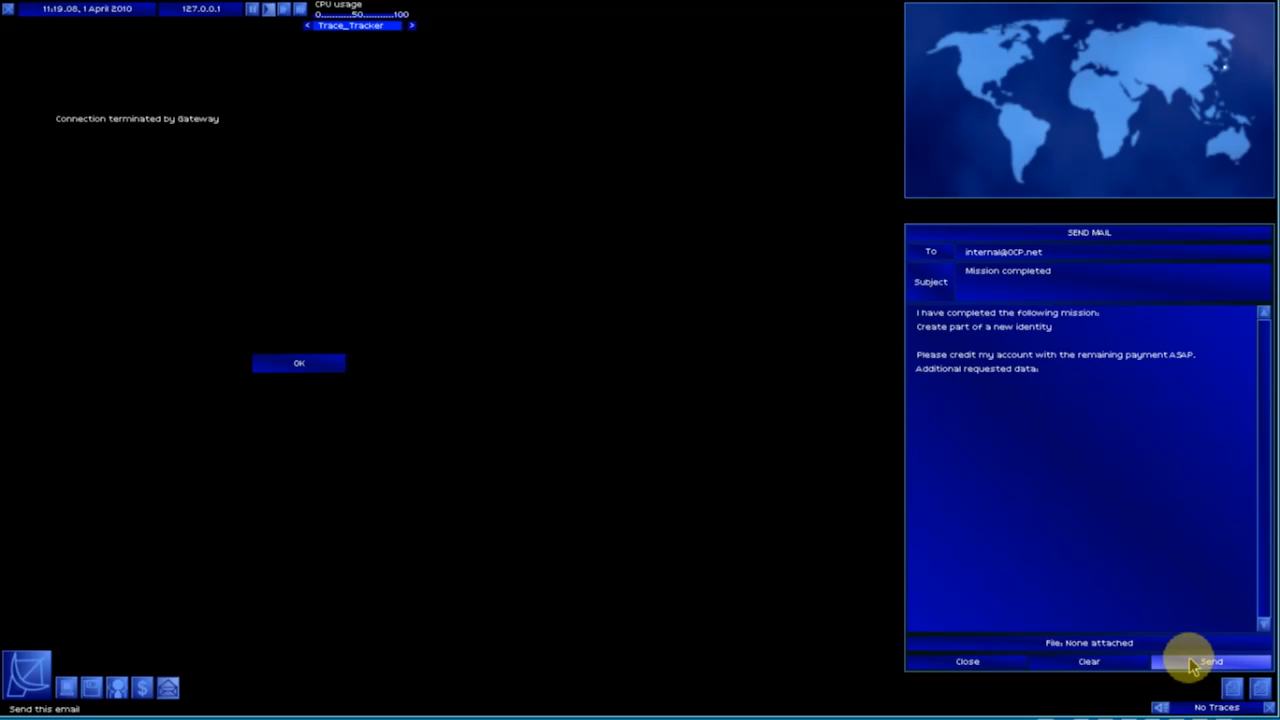 11:19.08, 1 April 2010
127.0.0.1
CPU usage
0..........50..........100
< Trace_Tracker >
Connection terminated by Gateway
OK
SEND MAIL
To internal@OCP.net
Subject Mission completed
I have completed the following mission:
Create part of a new identity
Please credit my account with the remaining payment ASAP.
Additional requested data:
File: None attached
Close Clear Send
$
Send this email
No Traces